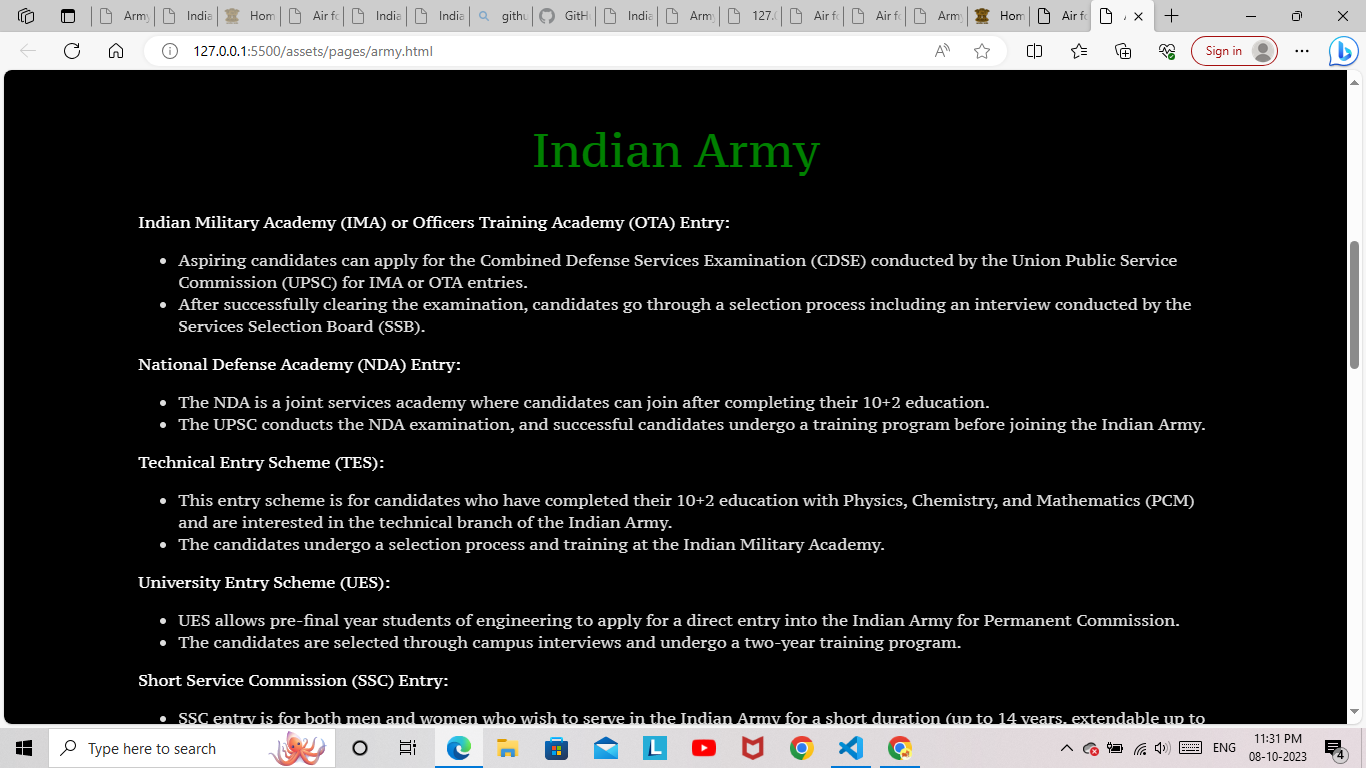 Army
India
Hom
Air fo
India
India
githu
GitH
India
Army
127.0
Air fo
Air fo
Army
Hom
Air fo
127.0.0.1:5500/assets/pages/army.html
Sign in
Indian Army
Indian Military Academy (IMA) or Officers Training Academy (OTA) Entry:
• Aspiring candidates can apply for the Combined Defense Services Examination (CDSE) conducted by the Union Public Service
Commission (UPSC) for IMA or OTA entries.
• After successfully clearing the examination, candidates go through a selection process including an interview conducted by the
Services Selection Board (SSB).
National Defense Academy (NDA) Entry:
• The NDA is a joint services academy where candidates can join after completing their 10+2 education.
• The UPSC conducts the NDA examination, and successful candidates undergo a training program before joining the Indian Army.
Technical Entry Scheme (TES):
• This entry scheme is for candidates who have completed their 10+2 education with Physics, Chemistry, and Mathematics (PCM)
and are interested in the technical branch of the Indian Army.
• The candidates undergo a selection process and training at the Indian Military Academy.
University Entry Scheme (UES):
• UES allows pre-final year students of engineering to apply for a direct entry into the Indian Army for Permanent Commission.
• The candidates are selected through campus interviews and undergo a two-year training program.
Short Service Commission (SSC) Entry:
• SSC entry is for both men and women who wish to serve in the Indian Army for a short duration (up to 14 years, extendable up to
Type here to search
ENG
11:31 PM
08-10-2023
4